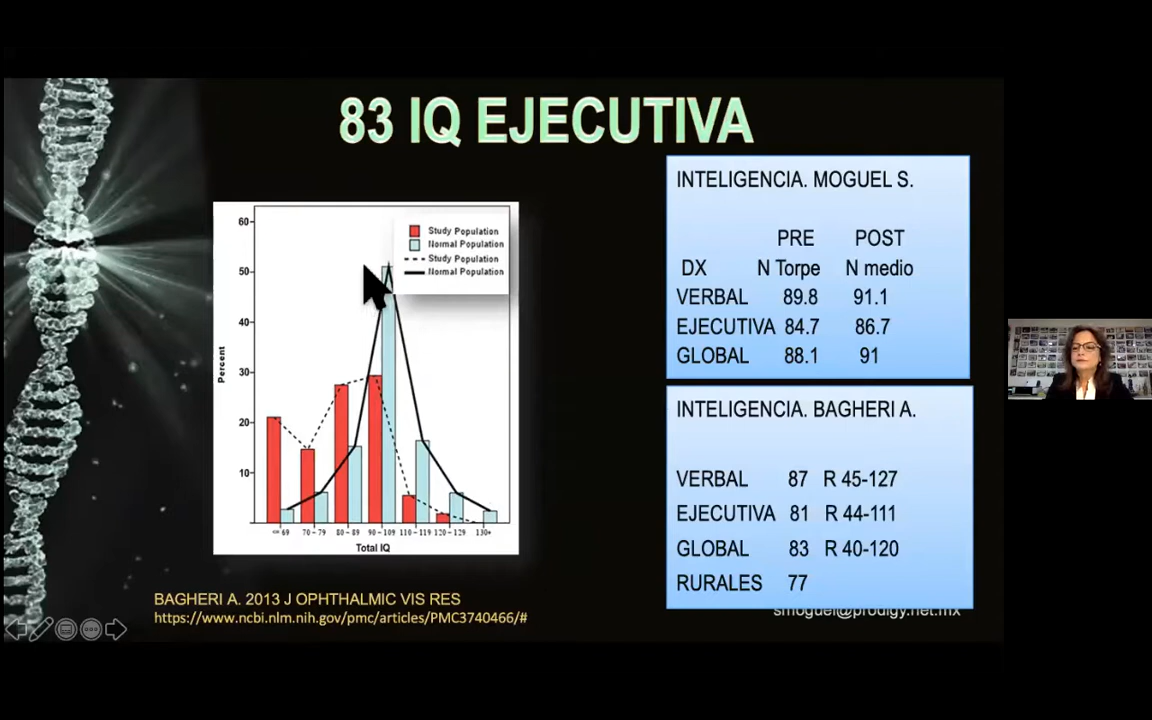 83 IQ EJECUTIVA
60
50
40
30
20
10
Percent
Study Population
Normal Population
Study Population
Normal Population
<= 69
70 - 79
80 - 89
90 - 109
110 - 119
120 - 129
130+
Total IQ
BAGHERI A. 2013 J OPHTHALMIC VIS RES
https://www.ncbi.nlm.nih.gov/pmc/articles/PMC3740466/#
INTELIGENCIA. MOGUEL S.
PRE POST
DX N Torpe N medio
VERBAL 89.8 91.1
EJECUTIVA 84.7 86.7
GLOBAL 88.1 91
INTELIGENCIA. BAGHERI A.
VERBAL 87 R 45-127
EJECUTIVA 81 R 44-111
GLOBAL 83 R 40-120
RURALES 77
smoguel@prodigy.net.mx